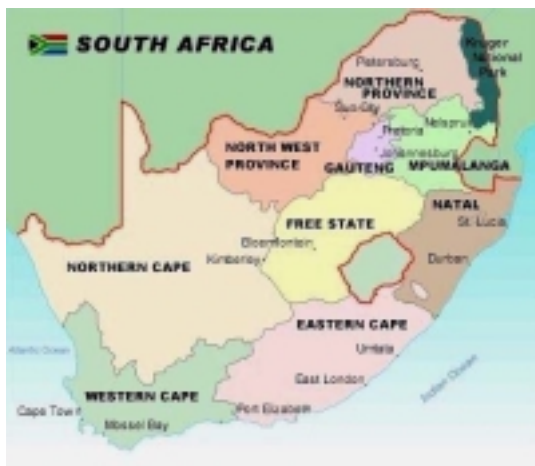 SOUTH AFRICA
Kruger
National
Park
Pietersburg
NORTHERN
PROVINCE
Sun City
Nelspruit
Pretoria
NORTH WEST
PROVINCE
Johannesburg
GAUTENG
MPUMALANGA
NATAL
St. Lucia
FREE STATE
Bloemfontein
Kimberley
Durban
NORTHERN CAPE
EASTERN CAPE
Umtata
Atlantic Ocean
East London
Indian Ocean
WESTERN CAPE
Cape Town
Port Elizabeth
Mossel Bay